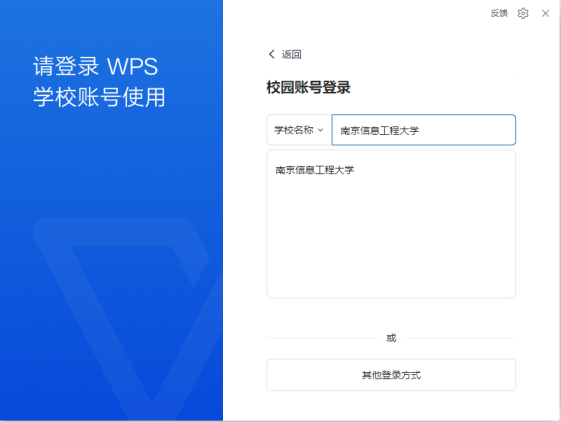 反馈
请登录 WPS
学校账号使用
返回
校园账号登录
学校名称 南京信息工程大学
南京信息工程大学
或
其他登录方式